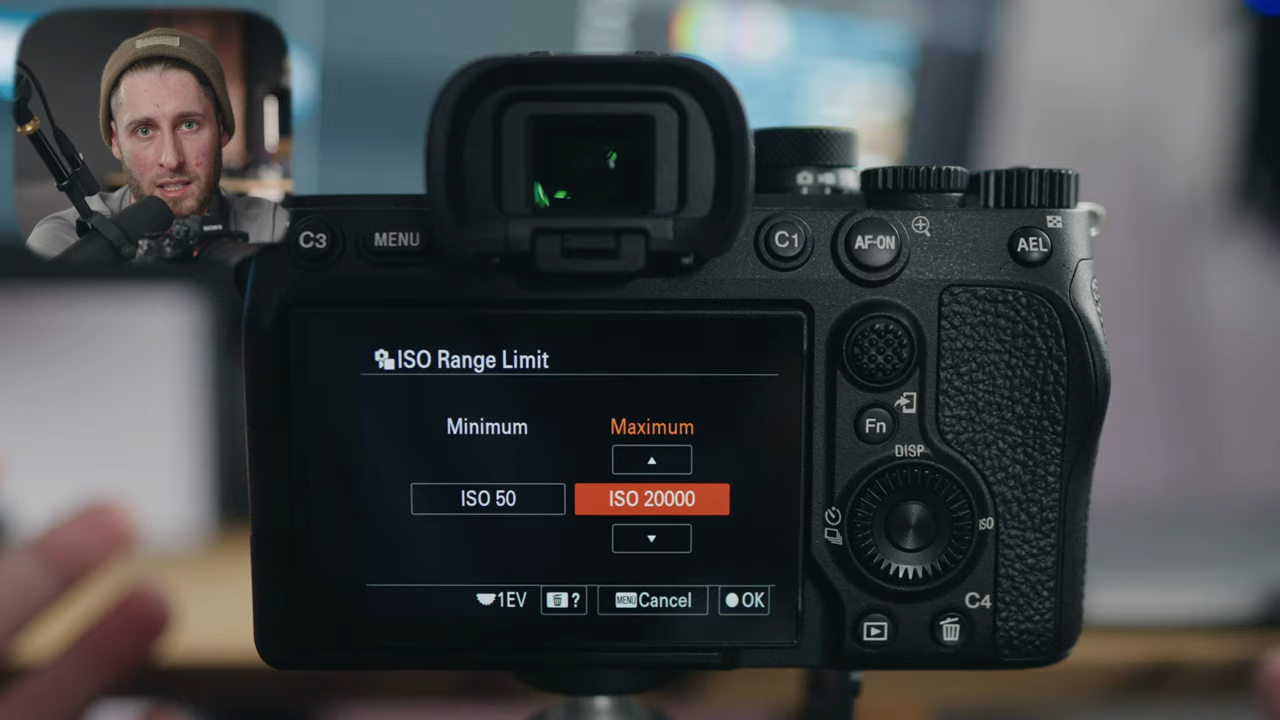 C3
MENU
C1
AF-ON
AEL
ISO Range Limit
Minimum
Maximum
ISO 50
ISO 20000
Fn
DISP
ISO
1EV
?
MENU Cancel
OK
C4